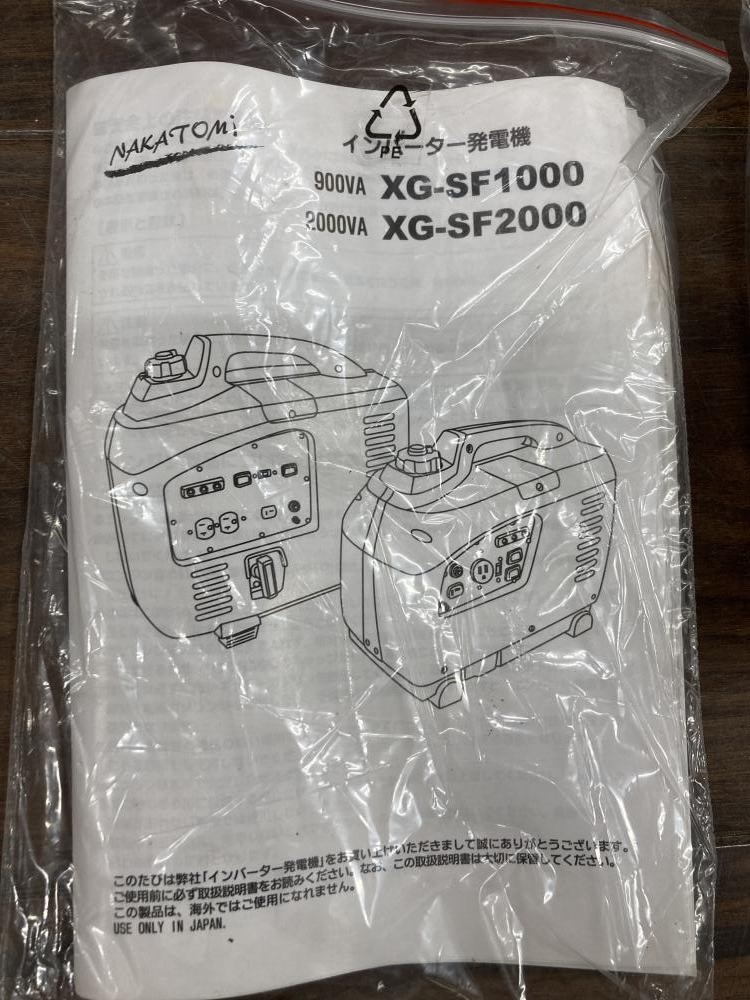 NAKATOMi
PE
インバーター発電機
900VA XG-SF1000
2000VA XG-SF2000
このたびは弊社「インバーター発電機」をお買い上げいただきまして誠にありがとうございます。
ご使用前に必ず取扱説明書をお読みください。なお、この取扱説明書は大切に保管してください。
この製品は、海外ではご使用になれません。
USE ONLY IN JAPAN.